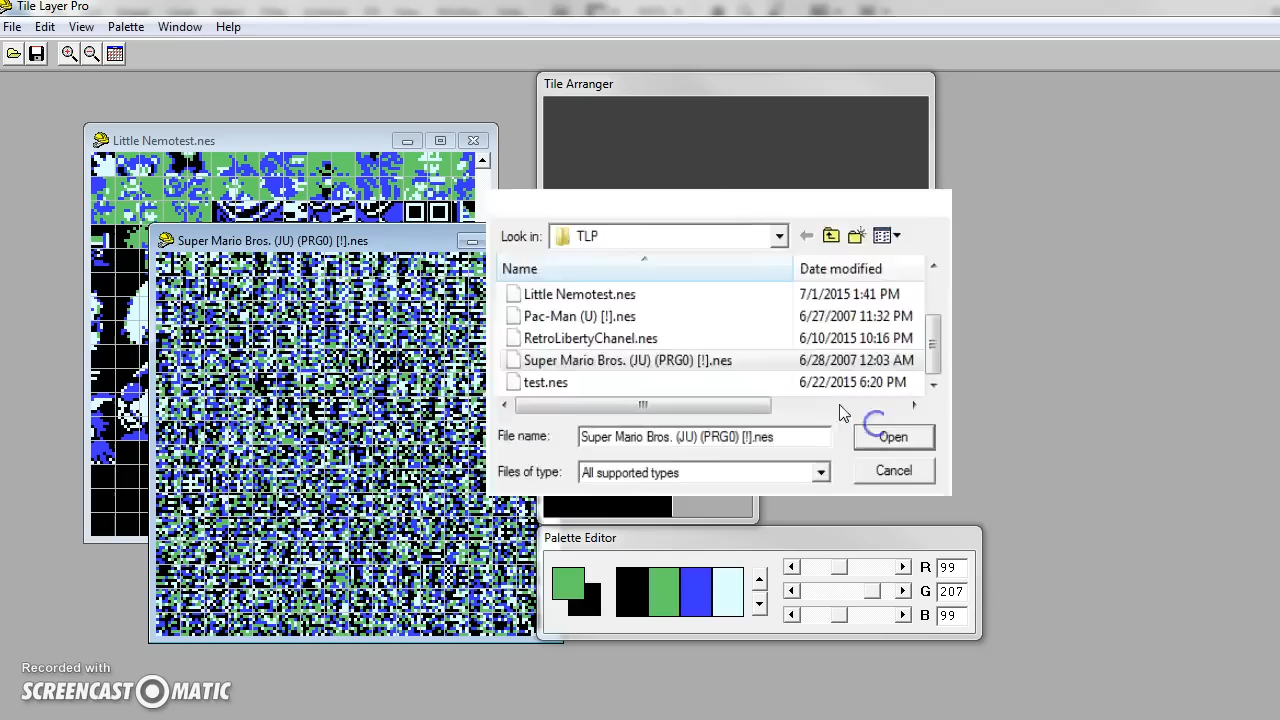 Tile Layer Pro
File Edit View Palette Window Help
Tile Arranger
Little Nemotest.nes
Super Mario Bros. (JU) (PRG0) [!].nes
Look in: TLP
Name Date modified
Little Nemotest.nes 7/1/2015 1:41 PM
Pac-Man (U) [!].nes 6/27/2007 11:32 PM
RetroLibertyChanel.nes 6/10/2015 10:16 PM
Super Mario Bros. (JU) (PRG0) [!].nes 6/28/2007 12:03 AM
test.nes 6/22/2015 6:20 PM
File name: Super Mario Bros. (JU) (PRG0) [!].nes Open
Files of type: All supported types Cancel
Palette Editor
R 99
G 207
B 99
Recorded with
SCREENCAST MATIC